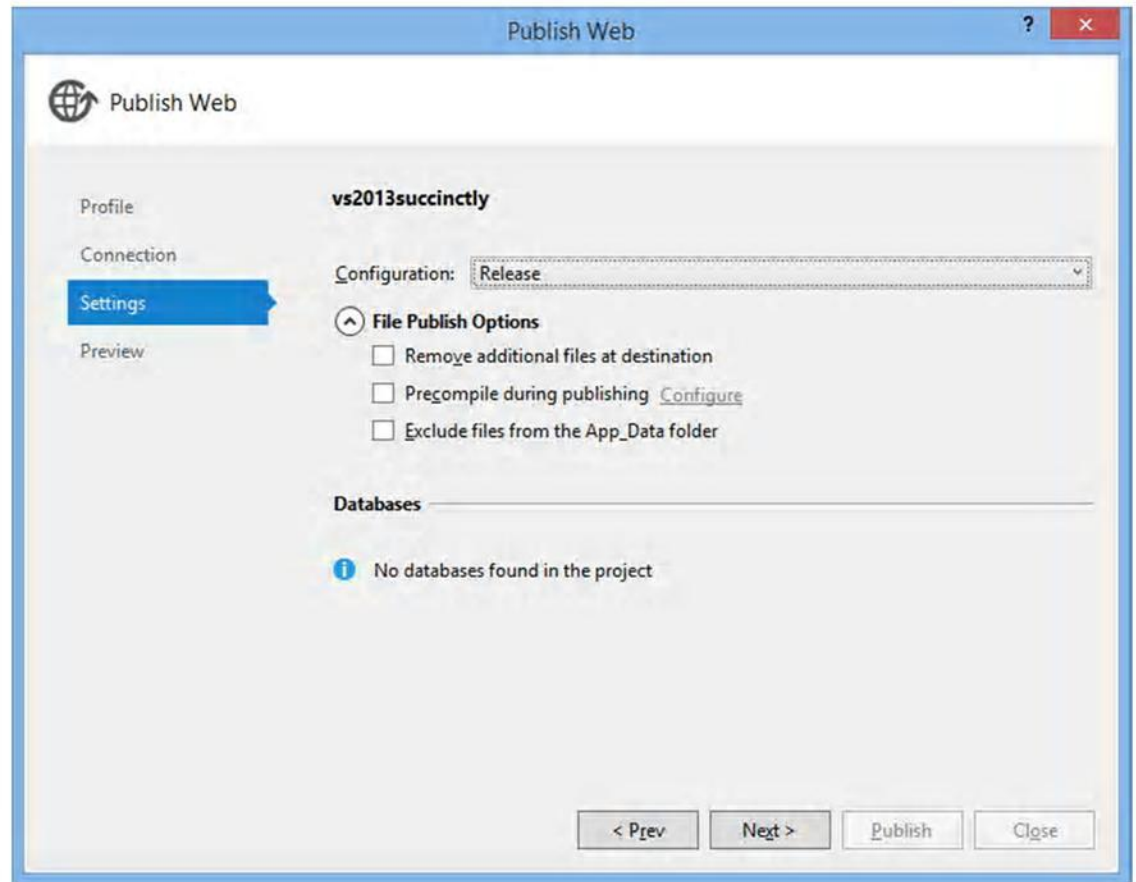 Publish Web
?
Publish Web
Profile
Connection
Settings
Preview
vs2013succinctly
Configuration: Release
File Publish Options
Remove additional files at destination
Precompile during publishing Configure
Exclude files from the App_Data folder
Databases
No databases found in the project
< Prev Next > Publish Close